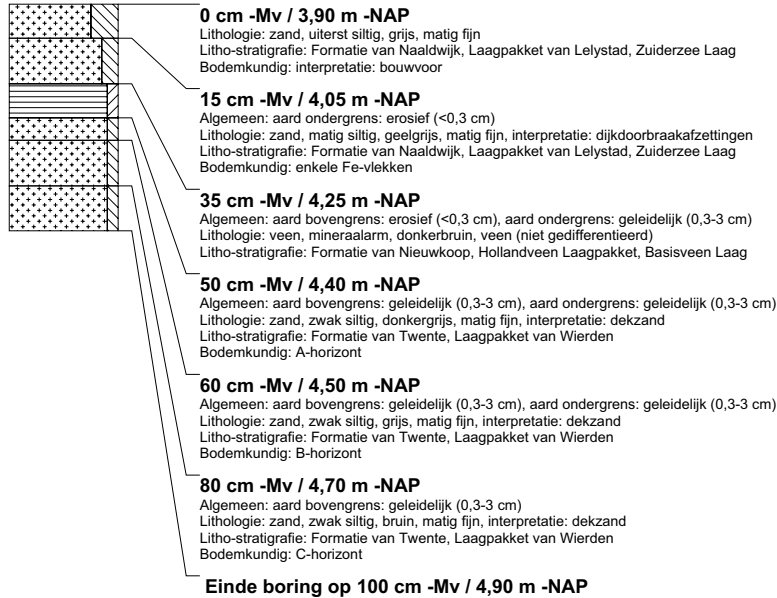 0 cm -Mv / 3,90 m -NAP
Lithologie: zand, uiterst siltig, grijs, matig fijn
Litho-stratigrafie: Formatie van Naaldwijk, Laagpakket van Lelystad, Zuiderzee Laag
Bodemkundig: interpretatie: bouwvoor
15 cm -Mv / 4,05 m -NAP
Algemeen: aard ondergrens: erosief (<0,3 cm)
Lithologie: zand, matig siltig, geelgrijs, matig fijn, interpretatie: dijkdoorbraakafzettingen
Litho-stratigrafie: Formatie van Naaldwijk, Laagpakket van Lelystad, Zuiderzee Laag
Bodemkundig: enkele Fe-vlekken
35 cm -Mv / 4,25 m -NAP
Algemeen: aard bovengrens: erosief (<0,3 cm), aard ondergrens: geleidelijk (0,3-3 cm)
Lithologie: veen, mineraalarm, donkerbruin, veen (niet gedifferentieerd)
Litho-stratigrafie: Formatie van Nieuwkoop, Hollandveen Laagpakket, Basisveen Laag
50 cm -Mv / 4,40 m -NAP
Algemeen: aard bovengrens: geleidelijk (0,3-3 cm), aard ondergrens: geleidelijk (0,3-3 cm)
Lithologie: zand, zwak siltig, donkergrijs, matig fijn, interpretatie: dekzand
Litho-stratigrafie: Formatie van Twente, Laagpakket van Wierden
Bodemkundig: A-horizont
60 cm -Mv / 4,50 m -NAP
Algemeen: aard bovengrens: geleidelijk (0,3-3 cm), aard ondergrens: geleidelijk (0,3-3 cm)
Lithologie: zand, zwak siltig, grijs, matig fijn, interpretatie: dekzand
Litho-stratigrafie: Formatie van Twente, Laagpakket van Wierden
Bodemkundig: B-horizont
80 cm -Mv / 4,70 m -NAP
Algemeen: aard bovengrens: geleidelijk (0,3-3 cm)
Lithologie: zand, zwak siltig, bruin, matig fijn, interpretatie: dekzand
Litho-stratigrafie: Formatie van Twente, Laagpakket van Wierden
Bodemkundig: C-horizont
Einde boring op 100 cm -Mv / 4,90 m -NAP